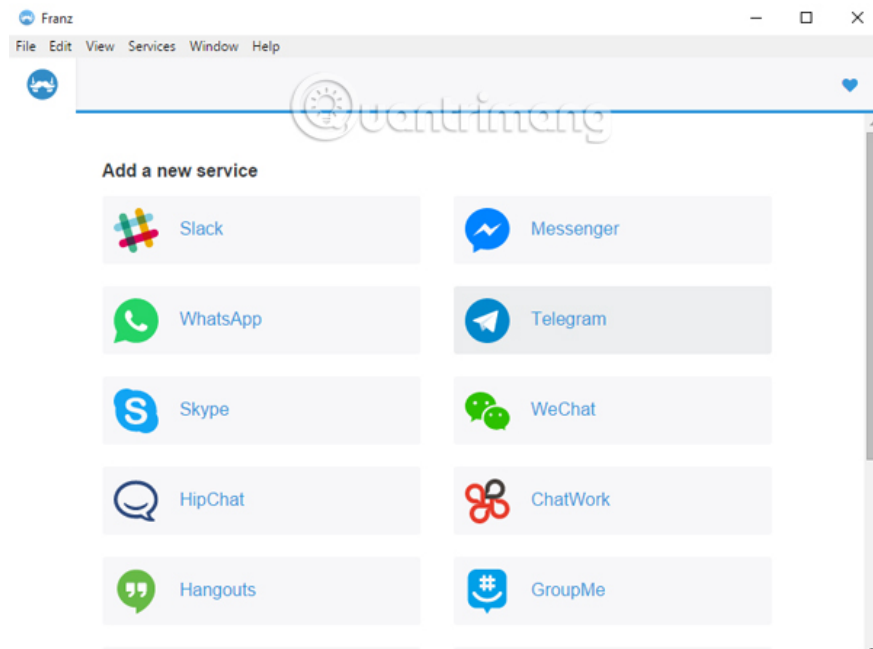 Franz
File Edit View Services Window Help
Quantrimang
Add a new service
Slack
Messenger
WhatsApp
Telegram
Skype
WeChat
HipChat
ChatWork
Hangouts
GroupMe